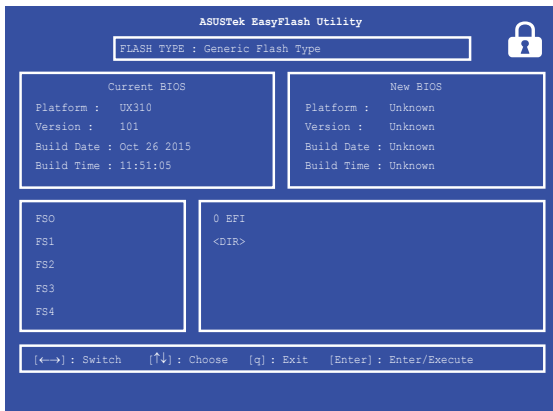 ASUSTek EasyFlash Utility
FLASH TYPE : Generic Flash Type
Current BIOS
Platform : UX310
Version : 101
Build Date : Oct 26 2015
Build Time : 11:51:05
New BIOS
Platform : Unknown
Version : Unknown
Build Date : Unknown
Build Time : Unknown
FSO
FS1
FS2
FS3
FS4
0 EFI
<DIR>
[←→] : Switch [↑↓] : Choose [q] : Exit [Enter] : Enter/Execute